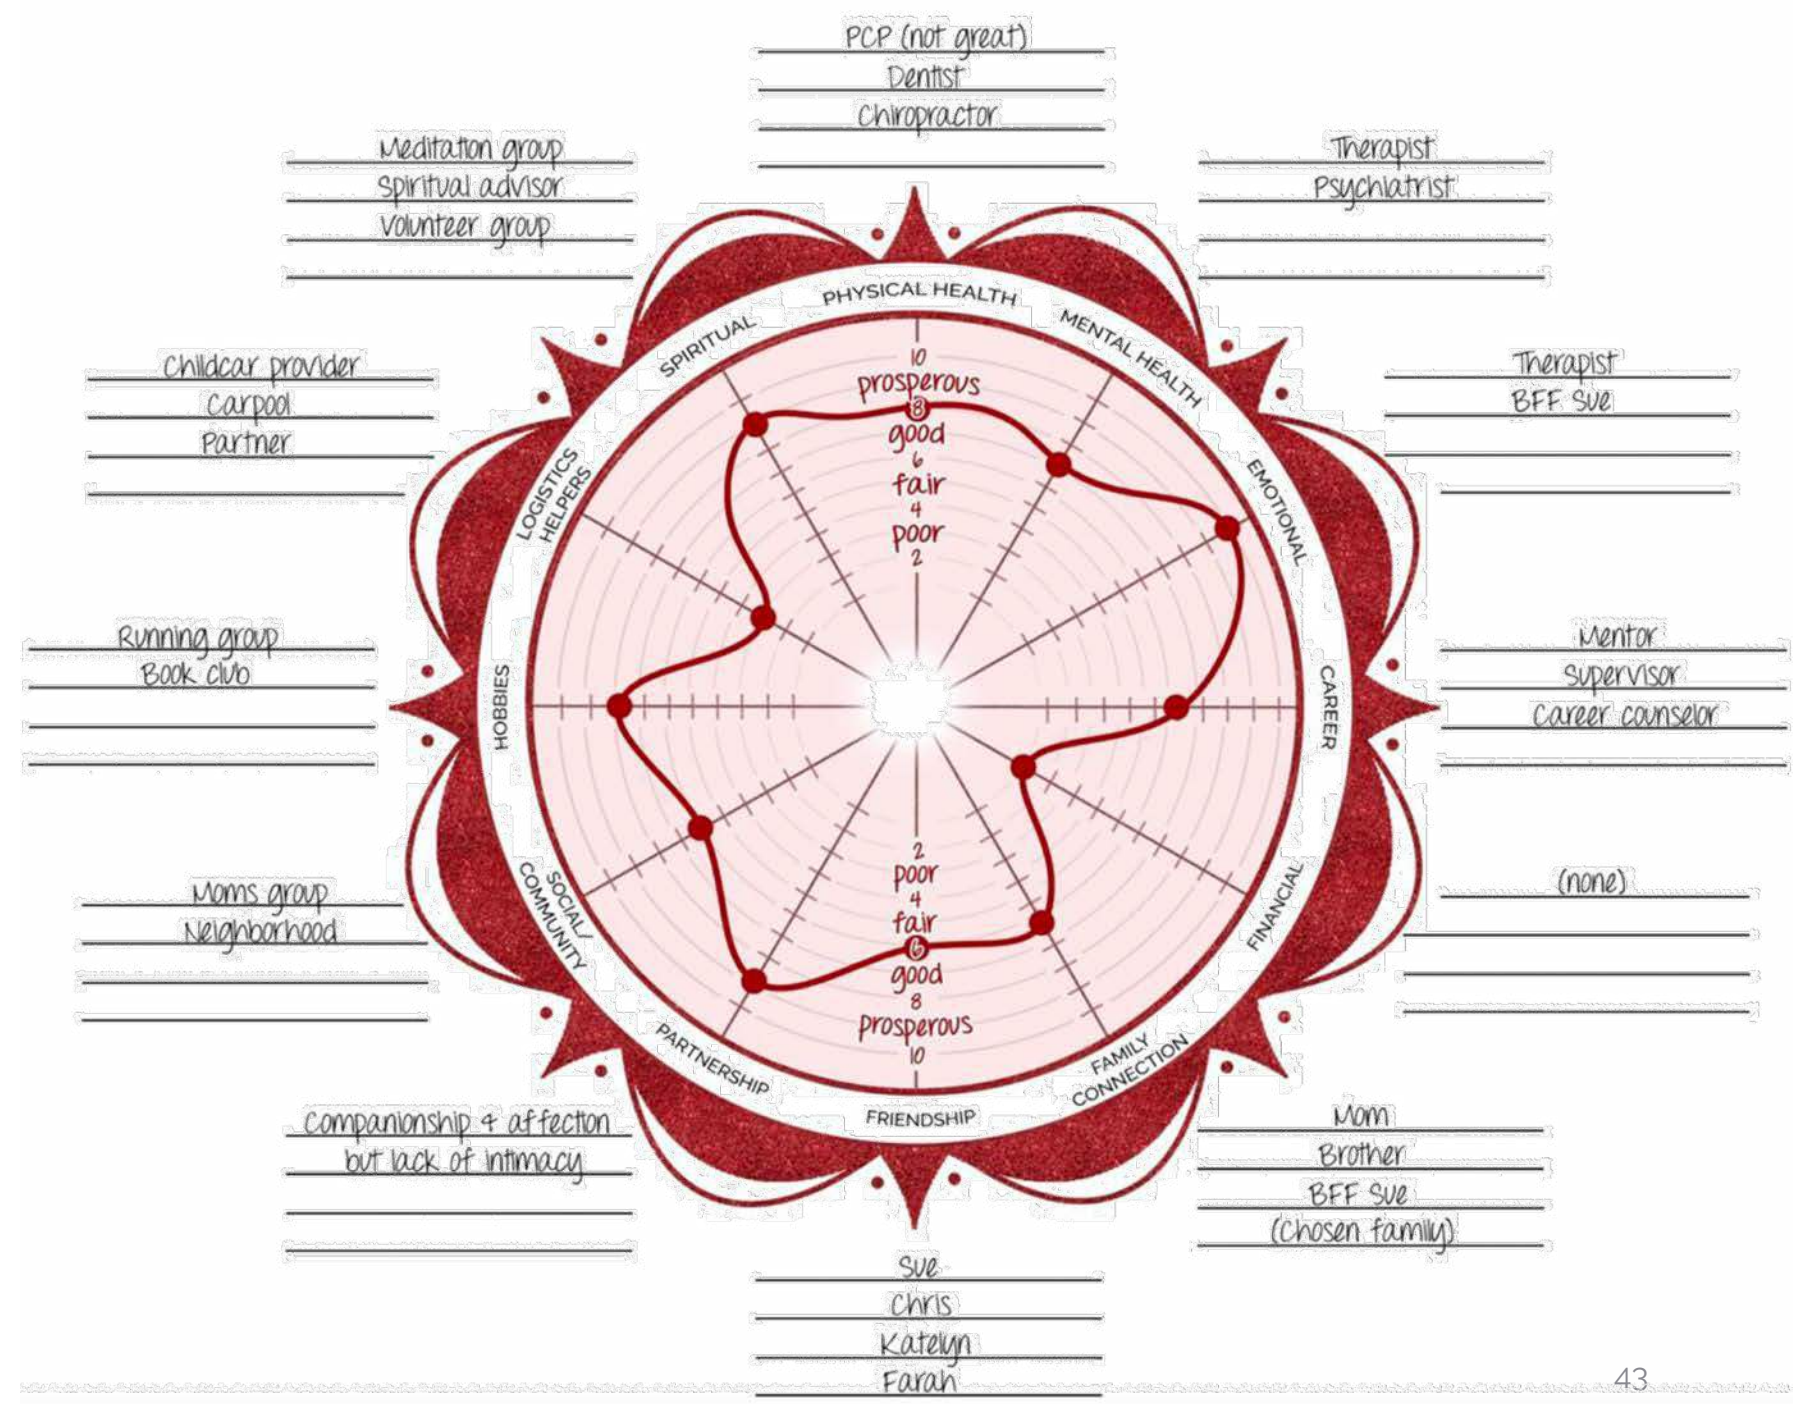 PCP (not great)
Dentist
Chiropractor
Meditation group
Spiritual advisor
Volunteer group
Therapist
Psychiatrist
Childcar provider
Carpool
Partner
Therapist
BFF Sue
Running group
Book club
Mentor
Supervisor
Career counselor
Moms group
Neighborhood
(none)
Companionship & affection
but lack of intimacy
Mom
Brother
BFF Sue
(Chosen family)
Sue
Chris
Katelyn
Farah
PHYSICAL HEALTH
MENTAL HEALTH
EMOTIONAL
CAREER
FINANCIAL
FAMILY
CONNECTION
FRIENDSHIP
PARTNERSHIP
SOCIAL/
COMMUNITY
HOBBIES
LOGISTICS
HELPERS
SPIRITUAL
10
prosperous
8
good
6
fair
4
poor
2
2
poor
4
fair
6
good
8
prosperous
10
43